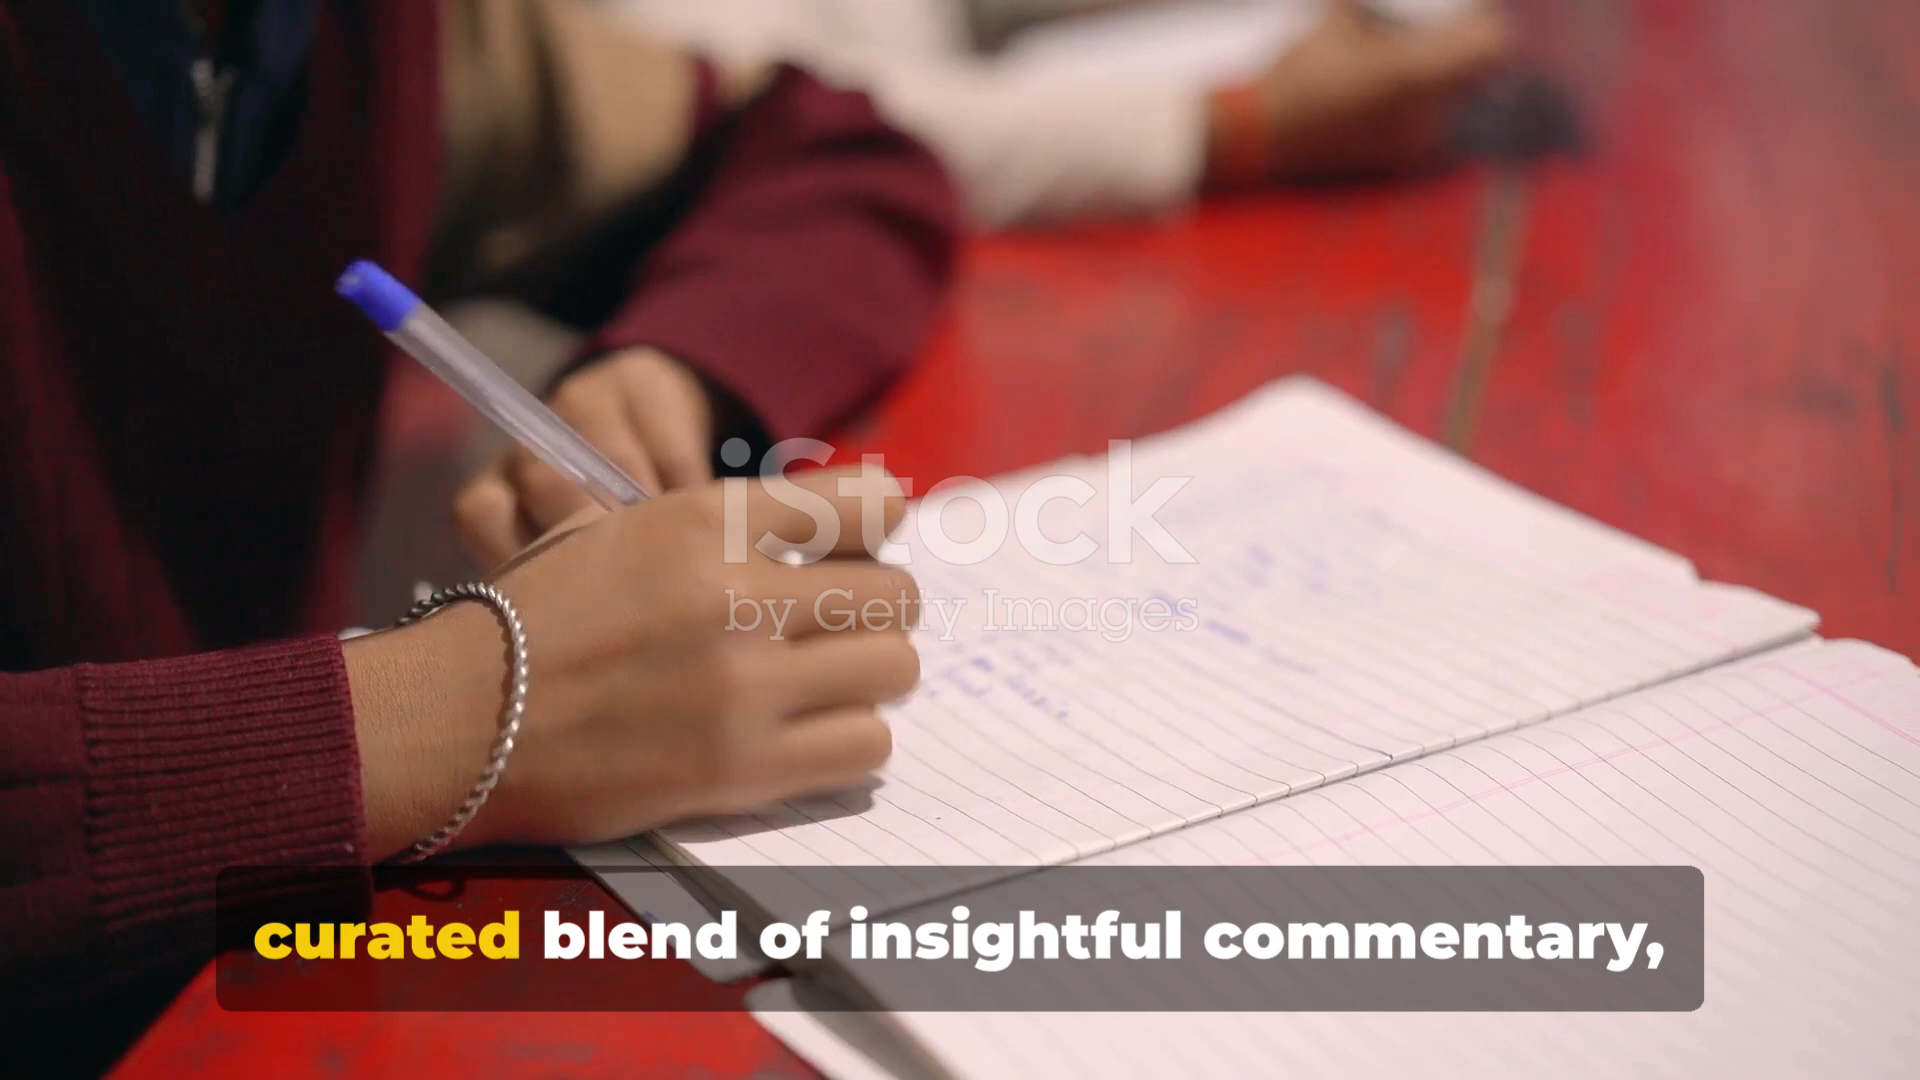 iStock
by Getty Images
curated blend of insightful commentary,